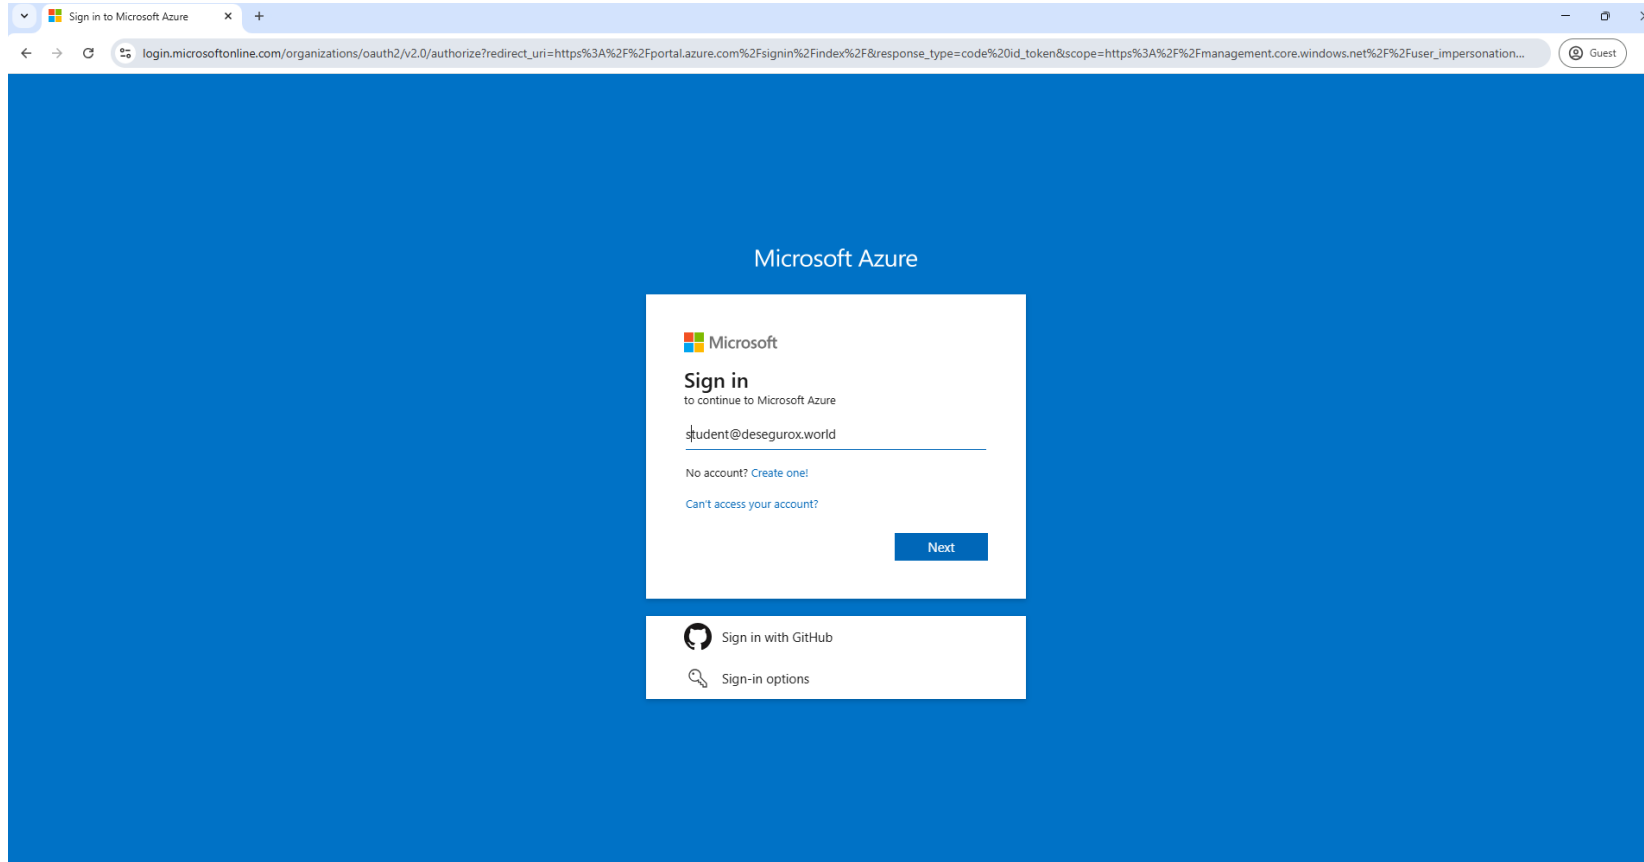 Sign in to Microsoft Azure
login.microsoftonline.com/organizations/oauth2/v2.0/authorize?redirect_uri=https%3A%2F%2Fportal.azure.com%2Fsignin%2Findex%2F&response_type=code%20id_token&scope=https%3A%2F%2Fmanagement.core.windows.net%2F%2Fuser_impersonation...
Guest
Microsoft Azure
Microsoft
Sign in
to continue to Microsoft Azure
student@desegurox.world
No account? Create one!
Can't access your account?
Next
Sign in with GitHub
Sign-in options